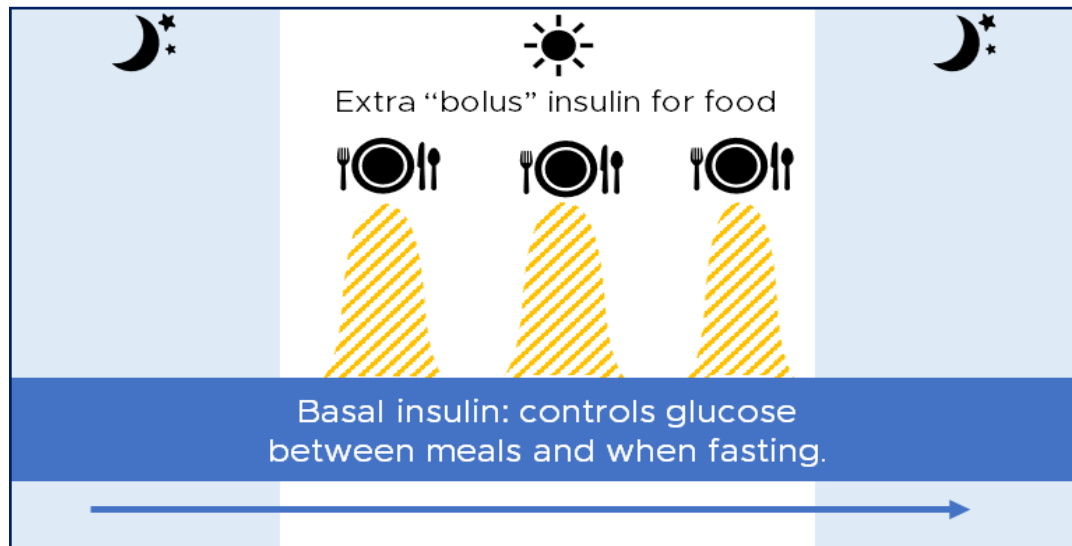 Extra “bolus” insulin for food
Basal insulin: controls glucose
between meals and when fasting.